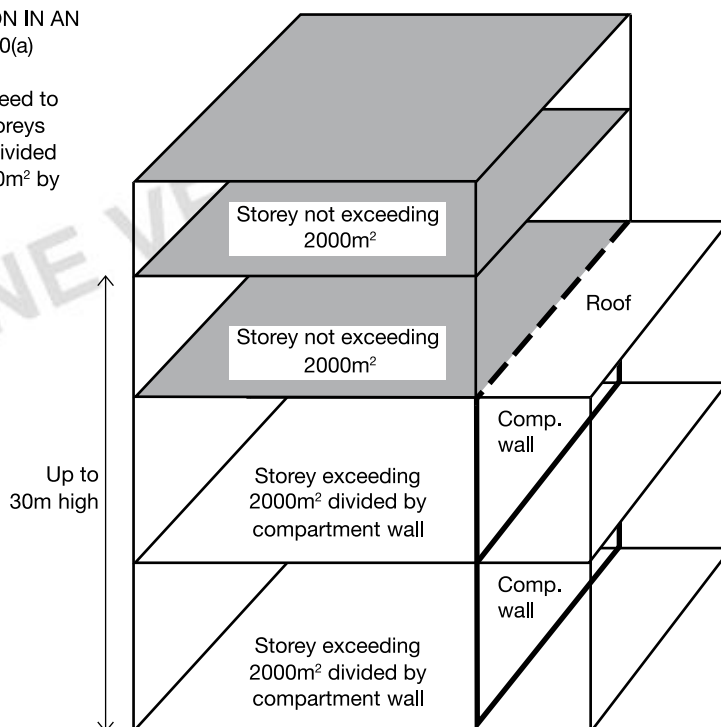 ON IN AN
0(a)
eed to
oreys
ivided
0m² by
NE VE
Storey not exceeding
2000m²
Roof
Storey not exceeding
2000m²
Comp.
wall
Up to
30m high
Storey exceeding
2000m² divided by
compartment wall
Comp.
wall
Storey exceeding
2000m² divided by
compartment wall